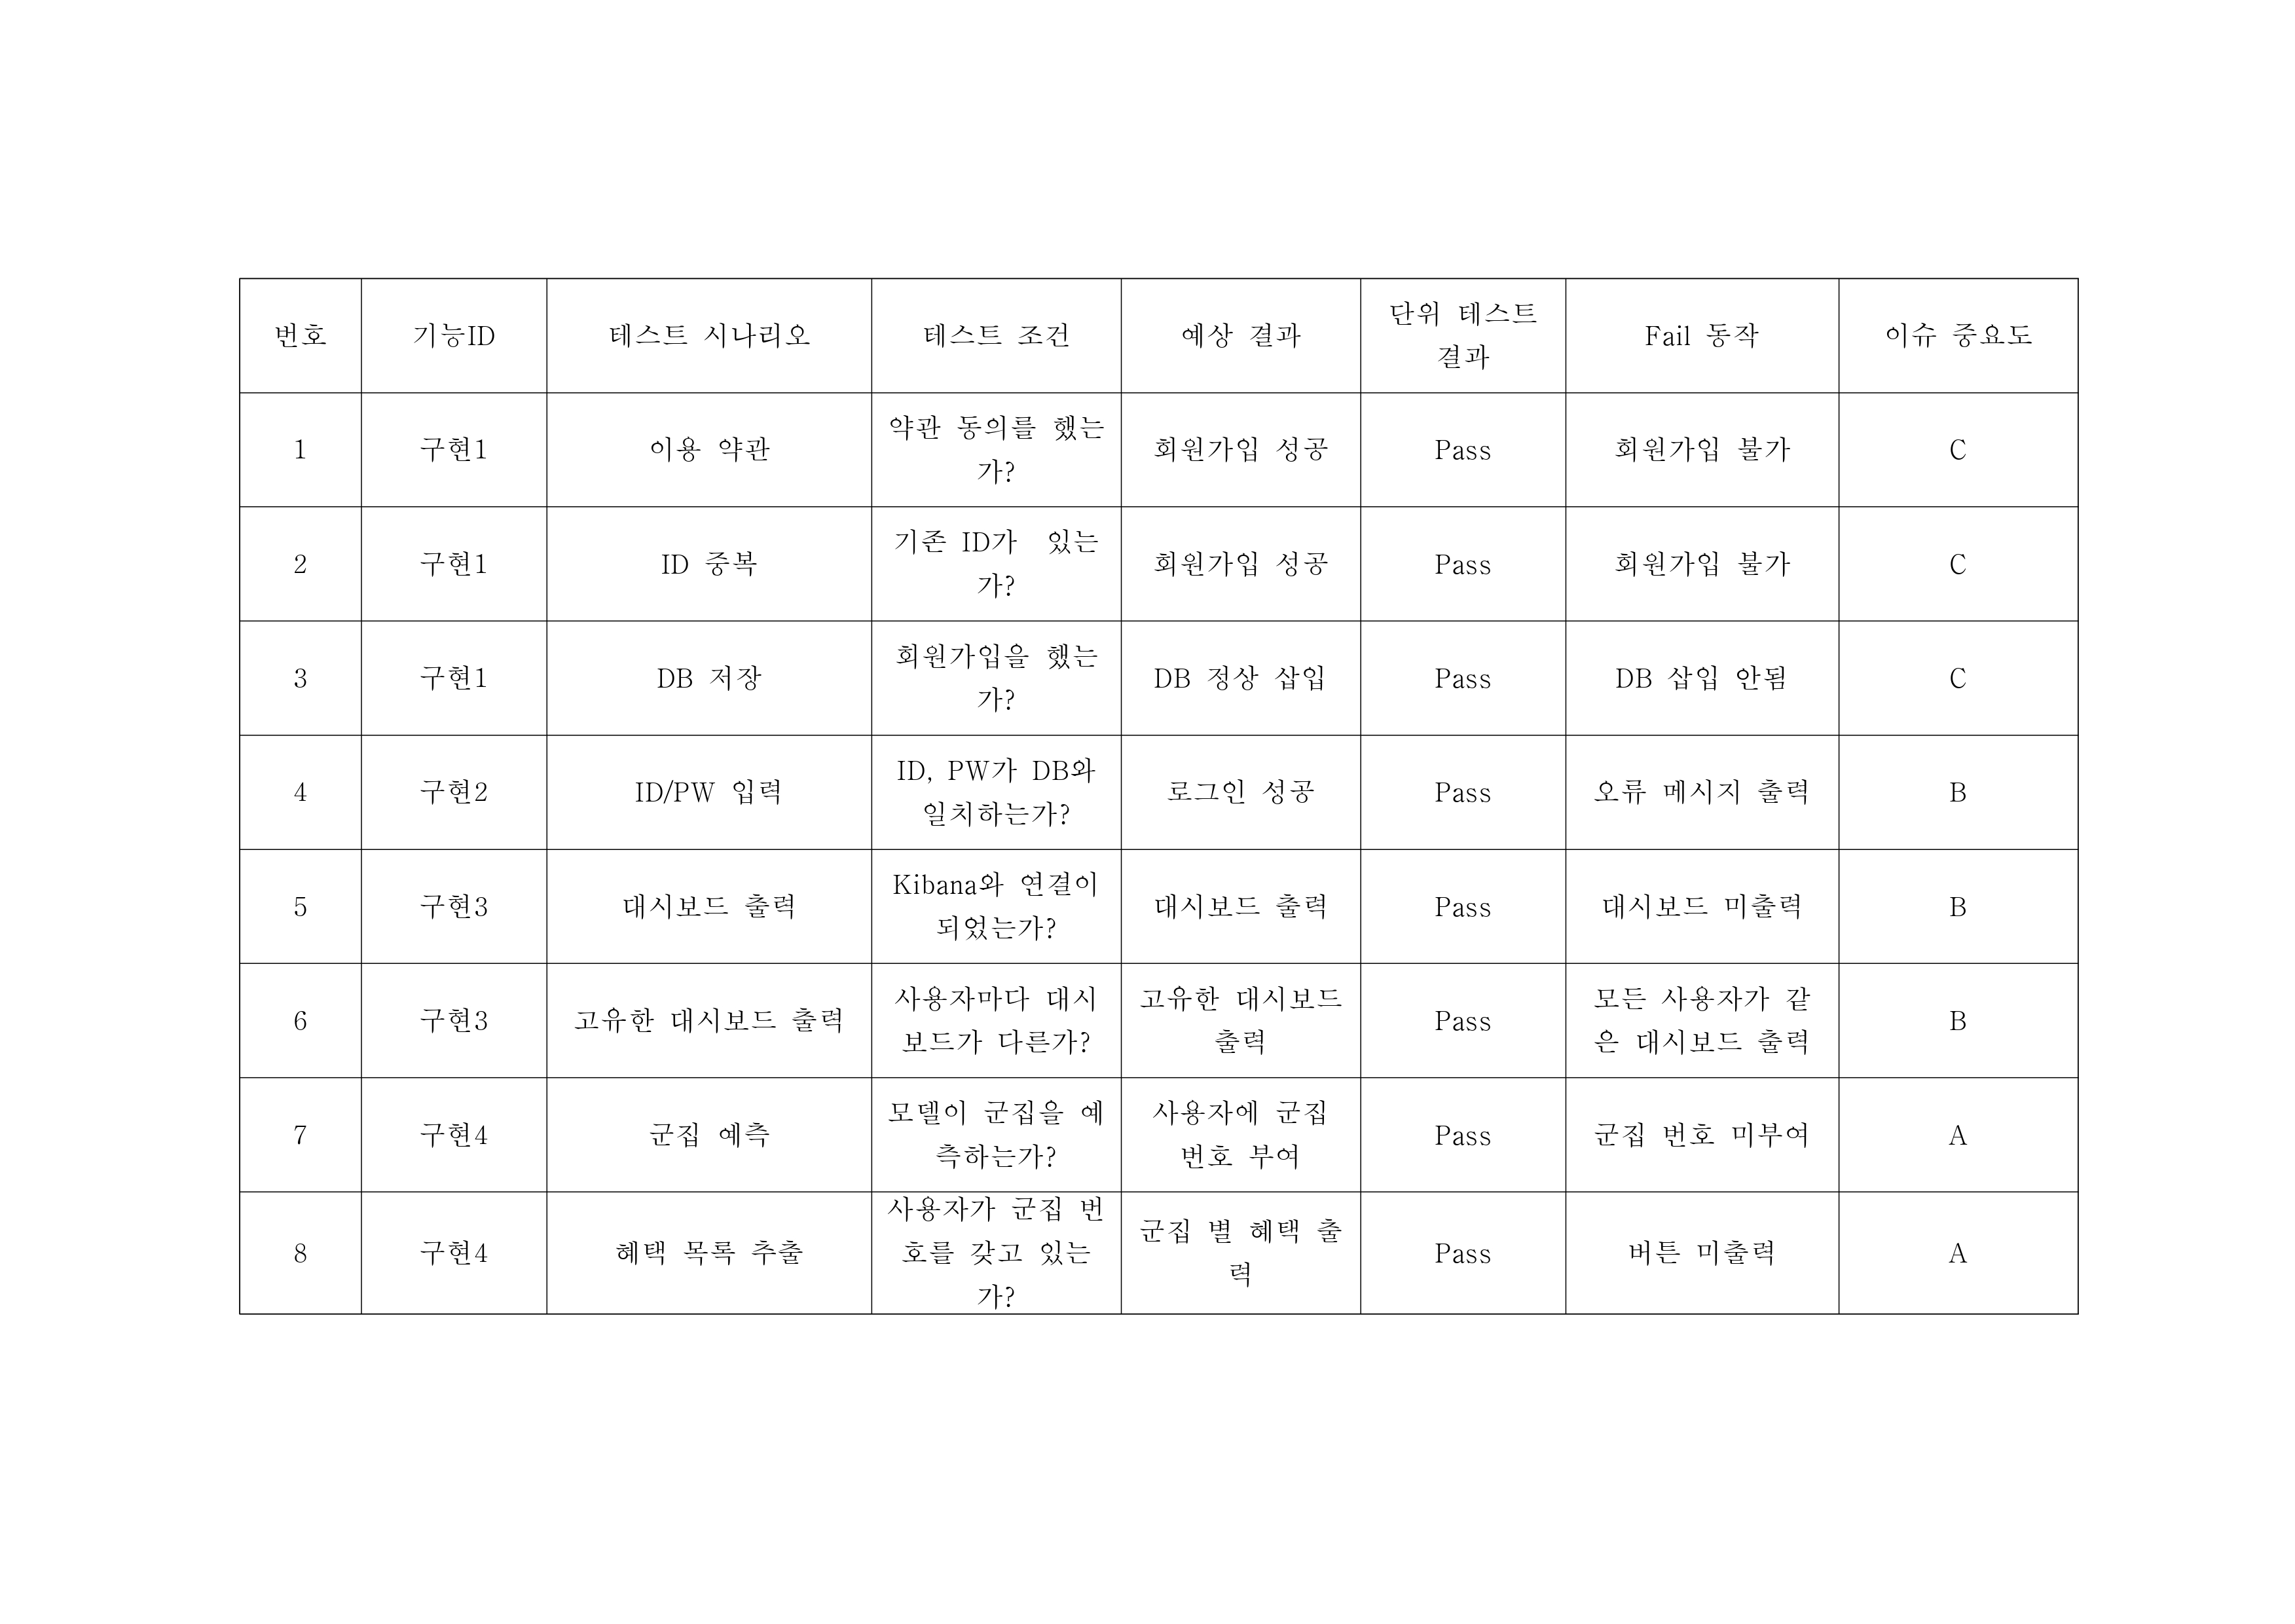 번호 기능ID 테스트 시나리오 테스트 조건 예상 결과 단위 테스트 결과 Fail 동작 이슈 중요도
1 구현1 이용 약관 약관 동의를 했는가? 회원가입 성공 Pass 회원가입 불가 C
2 구현1 ID 중복 기존 ID가 있는가? 회원가입 성공 Pass 회원가입 불가 C
3 구현1 DB 저장 회원가입을 했는가? DB 정상 삽입 Pass DB 삽입 안됨 C
4 구현2 ID/PW 입력 ID, PW가 DB와 일치하는가? 로그인 성공 Pass 오류 메시지 출력 B
5 구현3 대시보드 출력 Kibana와 연결이 되었는가? 대시보드 출력 Pass 대시보드 미출력 B
6 구현3 고유한 대시보드 출력 사용자마다 대시보드가 다른가? 고유한 대시보드 출력 Pass 모든 사용자가 같은 대시보드 출력 B
7 구현4 군집 예측 모델이 군집을 예측하는가? 사용자에 군집 번호 부여 Pass 군집 번호 미부여 A
8 구현4 혜택 목록 추출 사용자가 군집 번호를 갖고 있는가? 군집 별 혜택 출력 Pass 버튼 미출력 A